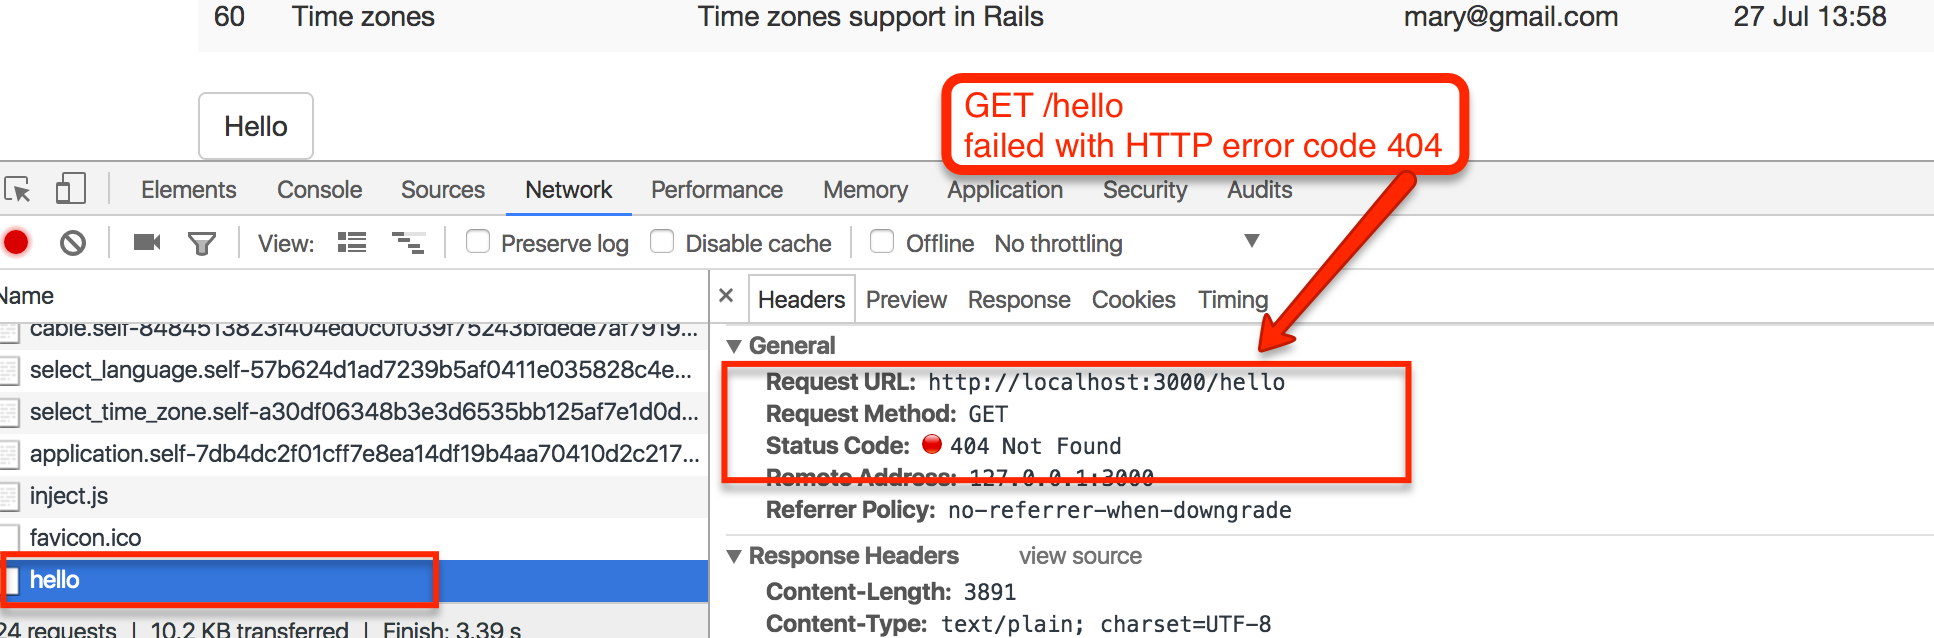 60 Time zones Time zones support in Rails mary@gmail.com 27 Jul 13:58
Hello
GET /hello
failed with HTTP error code 404
Elements Console Sources Network Performance Memory Application Security Audits
View: Preserve log Disable cache Offline No throttling
Name
Headers Preview Response Cookies Timing
cable.self-8484513823f404ed0c0f039f75243bfdede7af7919...
select_language.self-57b624d1ad7239b5af0411e035828c4e...
select_time_zone.self-a30df06348b3e3d6535bb125af7e1d0d...
application.self-7db4dc2f01cff7e8ea14df19b4aa70410d2c217...
inject.js
favicon.ico
hello
24 requests | 10.2 KB transferred | Finish: 3.39 s
General
Request URL: http://localhost:3000/hello
Request Method: GET
Status Code: 404 Not Found
Remote Address: 127.0.0.1:3000
Referrer Policy: no-referrer-when-downgrade
Response Headers view source
Content-Length: 3891
Content-Type: text/plain; charset=UTF-8